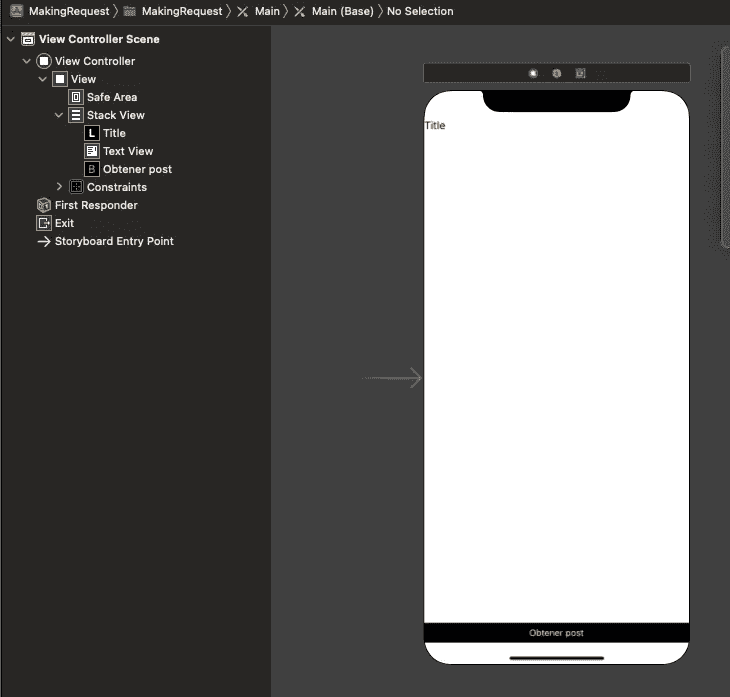 MakingRequest MakingRequest Main Main (Base) No Selection
View Controller Scene
View Controller
View
Safe Area
Stack View
L Title
Text View
B Obtener post
Constraints
First Responder
Exit
Storyboard Entry Point
Title
Obtener post